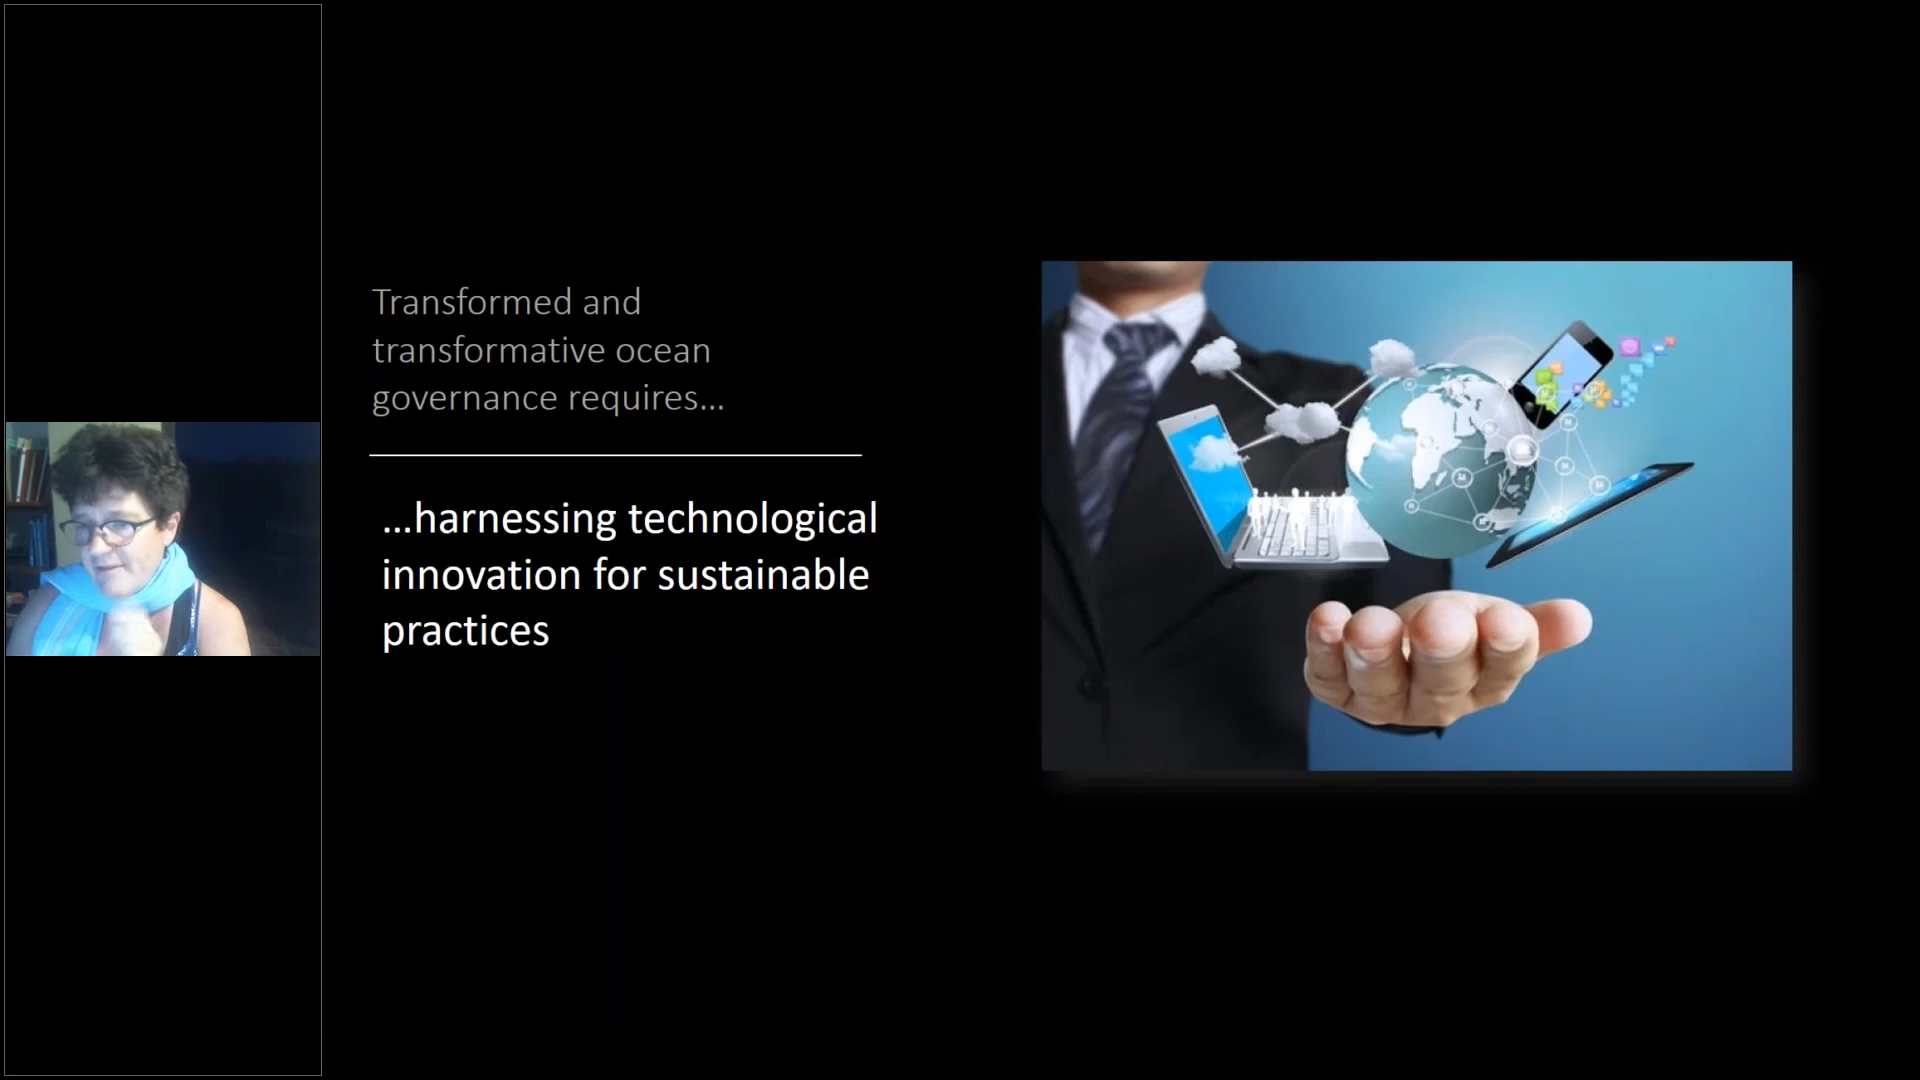 Transformed and
transformative ocean
governance requires...
...harnessing technological
innovation for sustainable
practices